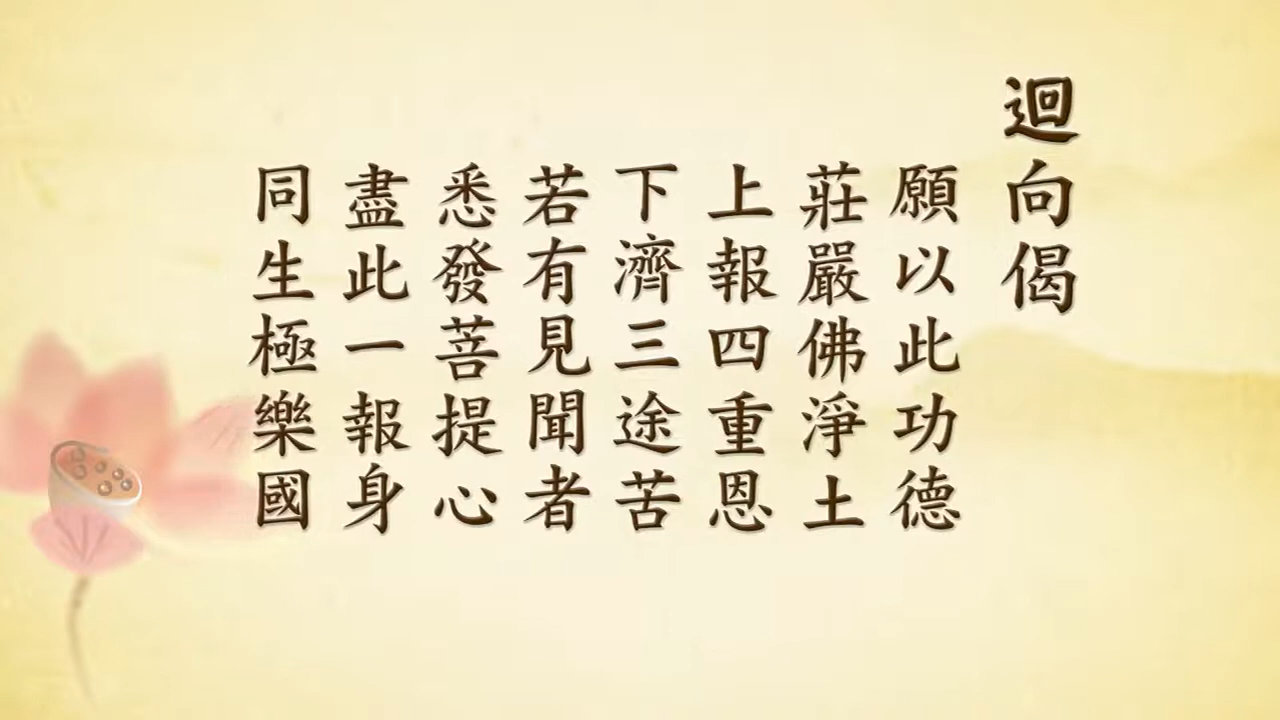 迴向偈
願以此功德
莊嚴佛淨土
上報四重恩
下濟三途苦
若有見聞者
悉發菩提心
盡此一報身
同生極樂國